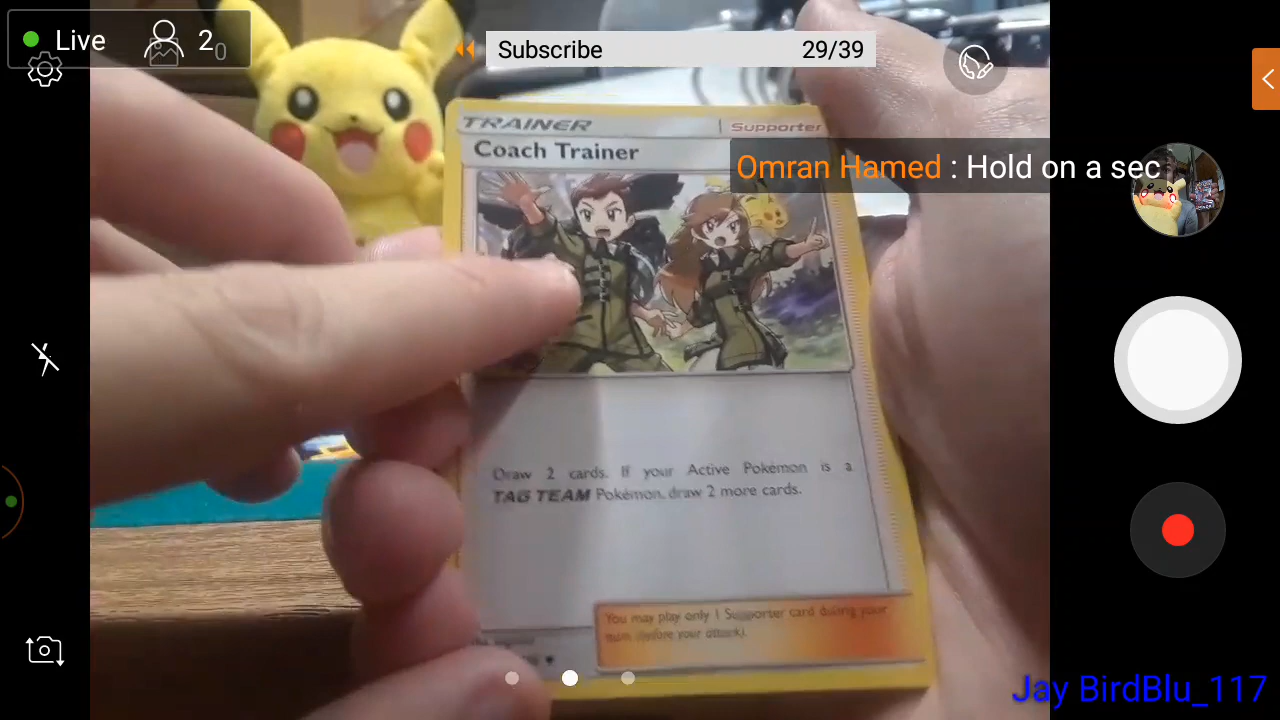 Live 2
0
Subscribe 29/39
TRAINER Supporter
Coach Trainer
Omran Hamed : Hold on a sec
Draw 2 cards. If your Active Pokémon is a
TAG TEAM Pokémon, draw 2 more cards.
You may play only 1 Supporter card during your
turn (before your attack).
Jay BirdBlu_117